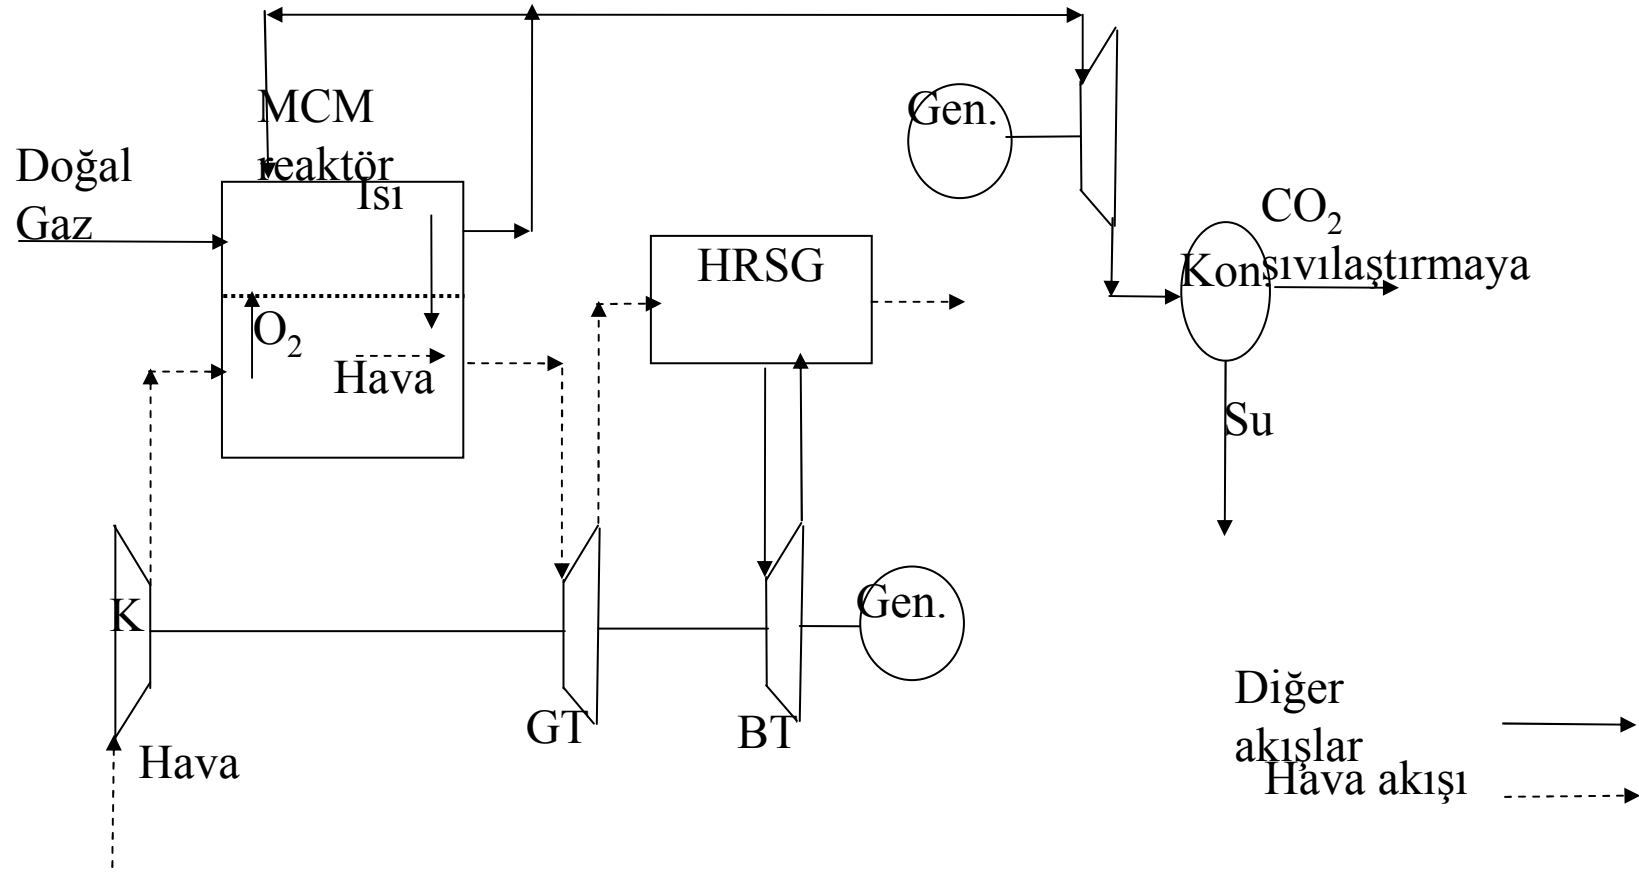 MCM
reaktör
Gen.
Doğal
Gaz
Isı
CO₂
sıvılaştırmaya
HRSG
Kon.
O₂
Hava
Su
K
Gen.
GT
BT
Hava
Diğer
akışlar
Hava akışı